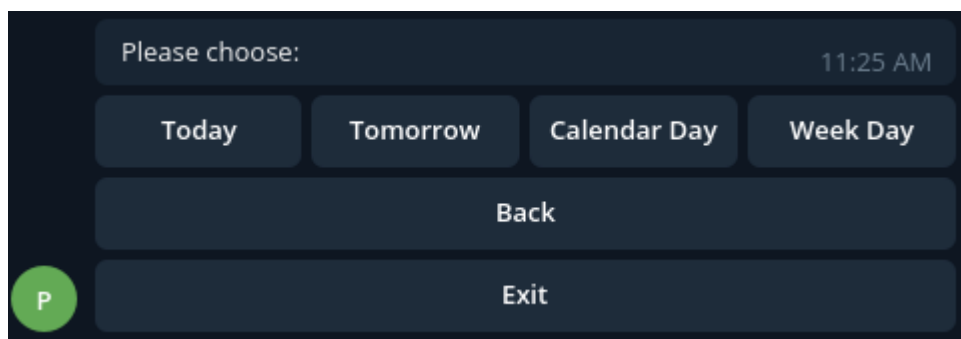 Please choose:
11:25 AM
Today Tomorrow Calendar Day Week Day
Back
Exit
P